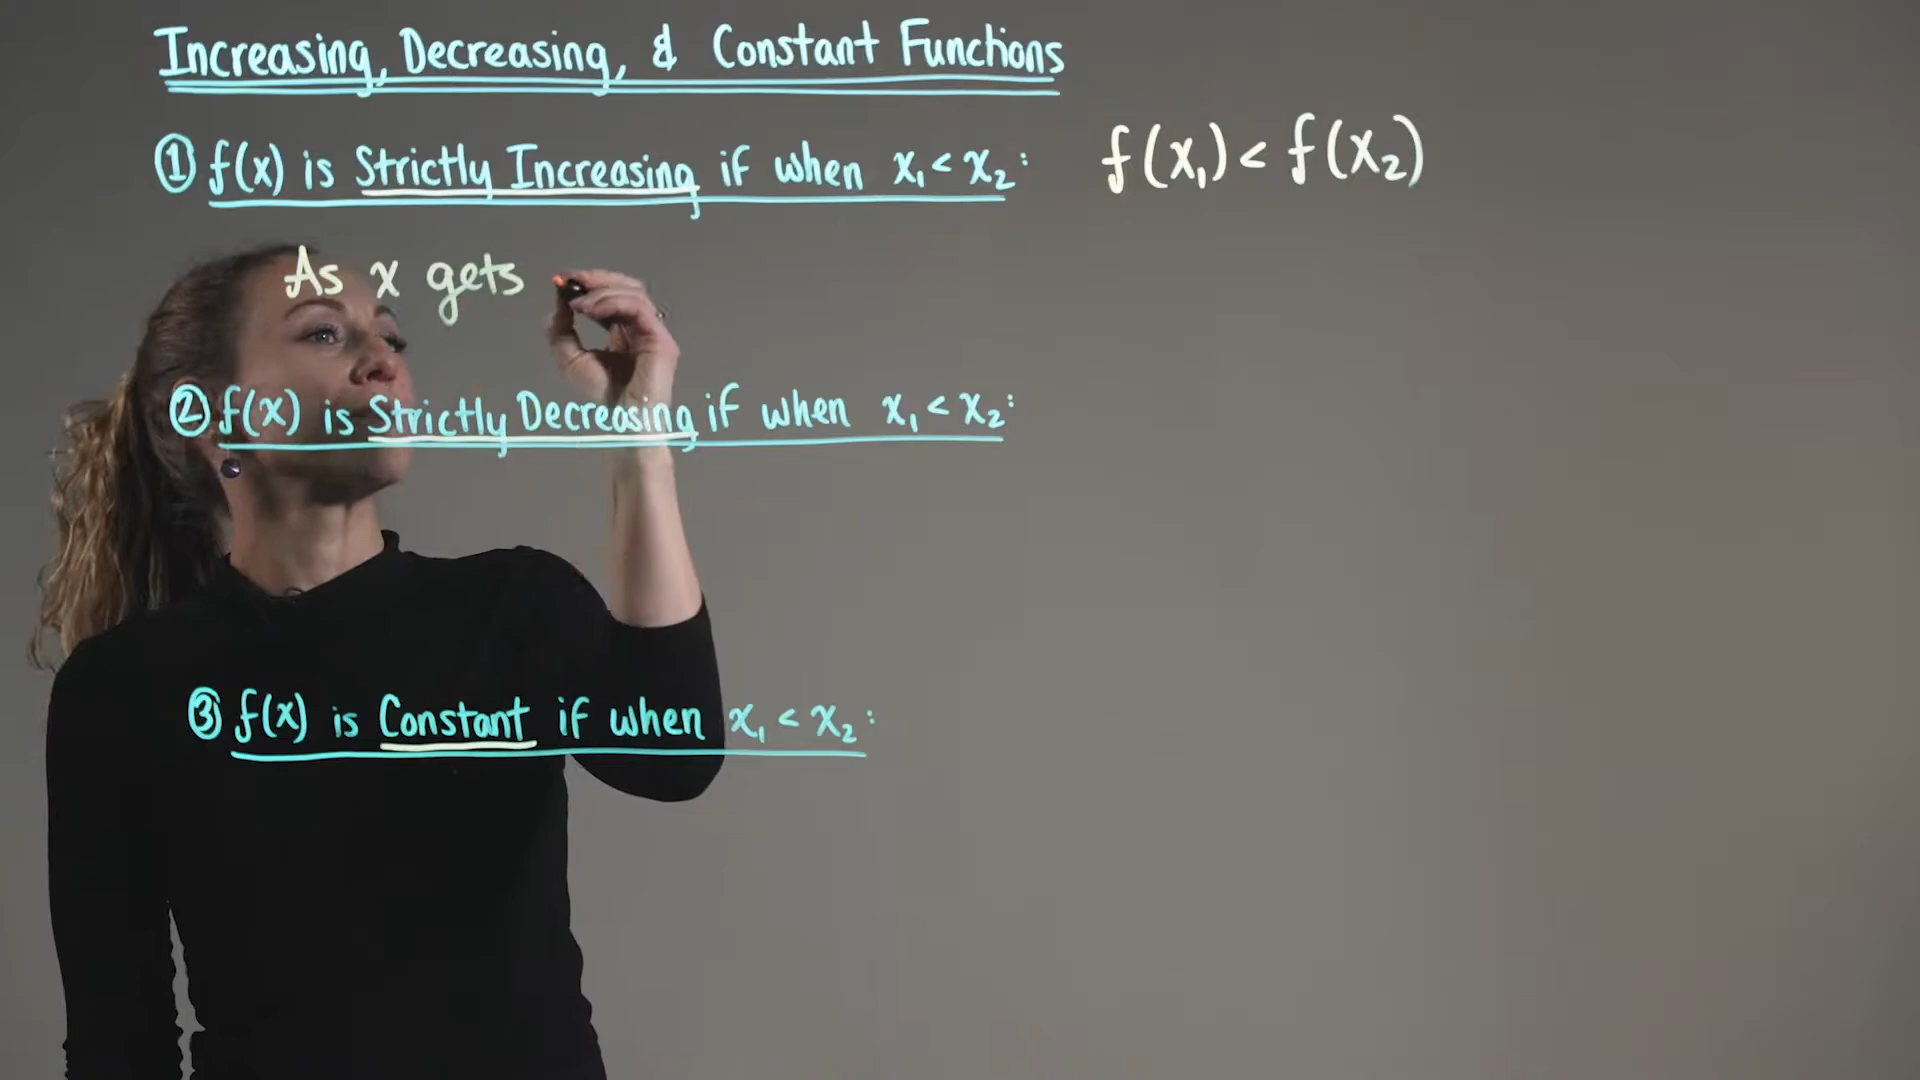 Increasing, Decreasing, & Constant Functions
① f(x) is Strictly Increasing if when x₁ < x₂: f(x₁) < f(x₂)
As x gets
② f(x) is Strictly Decreasing if when x₁ < x₂:
③ f(x) is Constant if when x₁ < x₂: